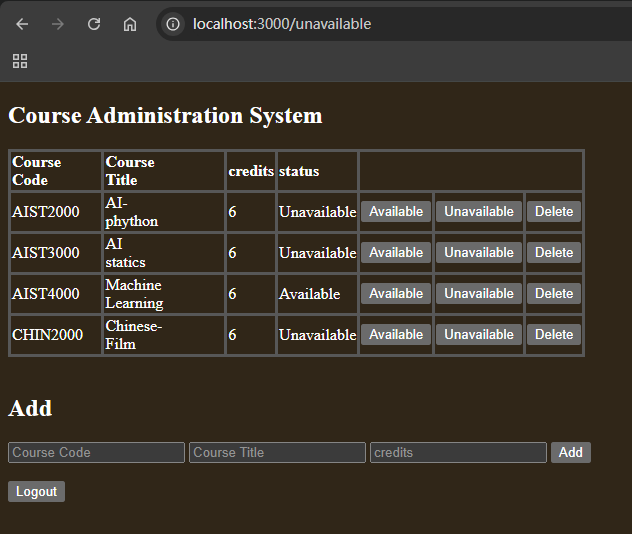 localhost:3000/unavailable
Course Administration System
Course Code Course Title credits status
AIST2000 AI-phython 6 Unavailable Available Unavailable Delete
AIST3000 AI statics 6 Unavailable Available Unavailable Delete
AIST4000 Machine Learning 6 Available Available Unavailable Delete
CHIN2000 Chinese-Film 6 Unavailable Available Unavailable Delete
Add
Course Code Course Title credits Add
Logout